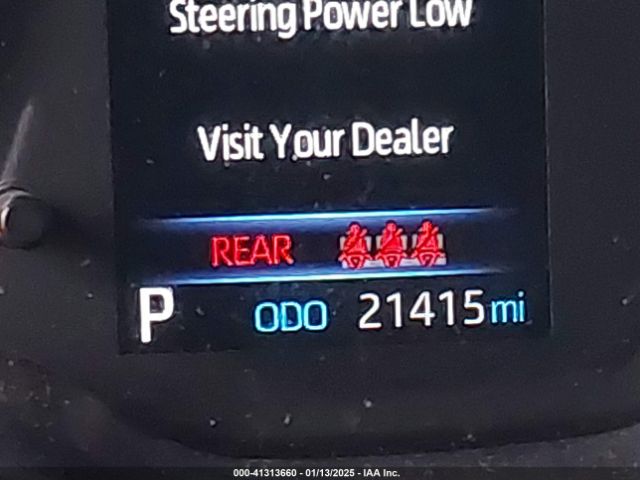 Steering Power Low
Visit Your Dealer
REAR
P ODO 21415 mi
000-41313660 - 01/13/2025 - IAA Inc.